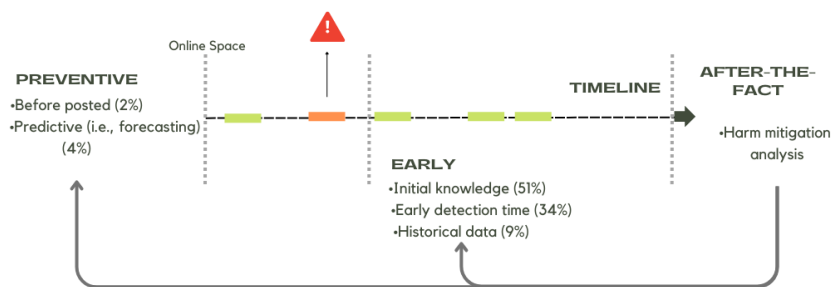 Online Space
!
PREVENTIVE
•Before posted (2%)
•Predictive (i.e., forecasting)
(4%)
TIMELINE
AFTER-THE-
FACT
•Harm mitigation
analysis
EARLY
•Initial knowledge (51%)
•Early detection time (34%)
•Historical data (9%)